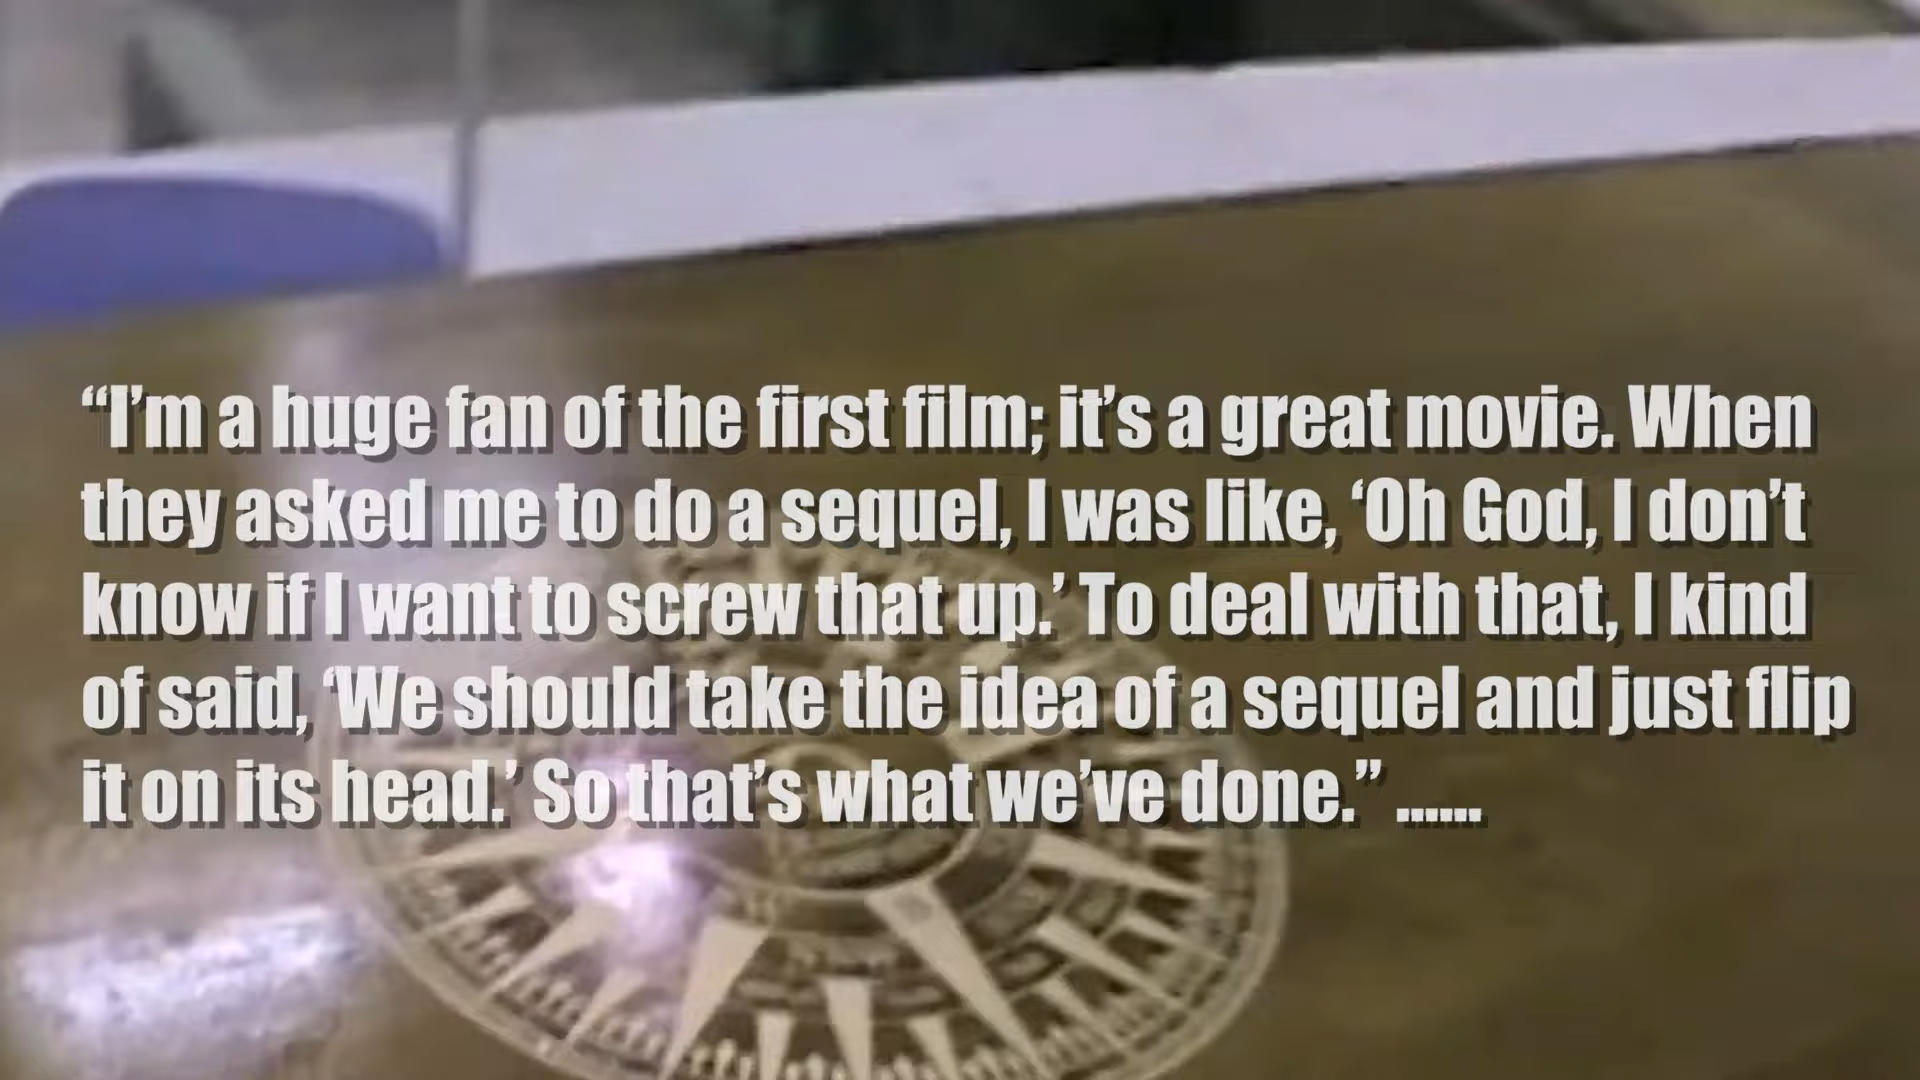 “I’m a huge fan of the first film; it’s a great movie. When
they asked me to do a sequel, I was like, ‘Oh God, I don’t
know if I want to screw that up.’ To deal with that, I kind
of said, ‘We should take the idea of a sequel and just flip
it on its head.’ So that’s what we’ve done.” ......